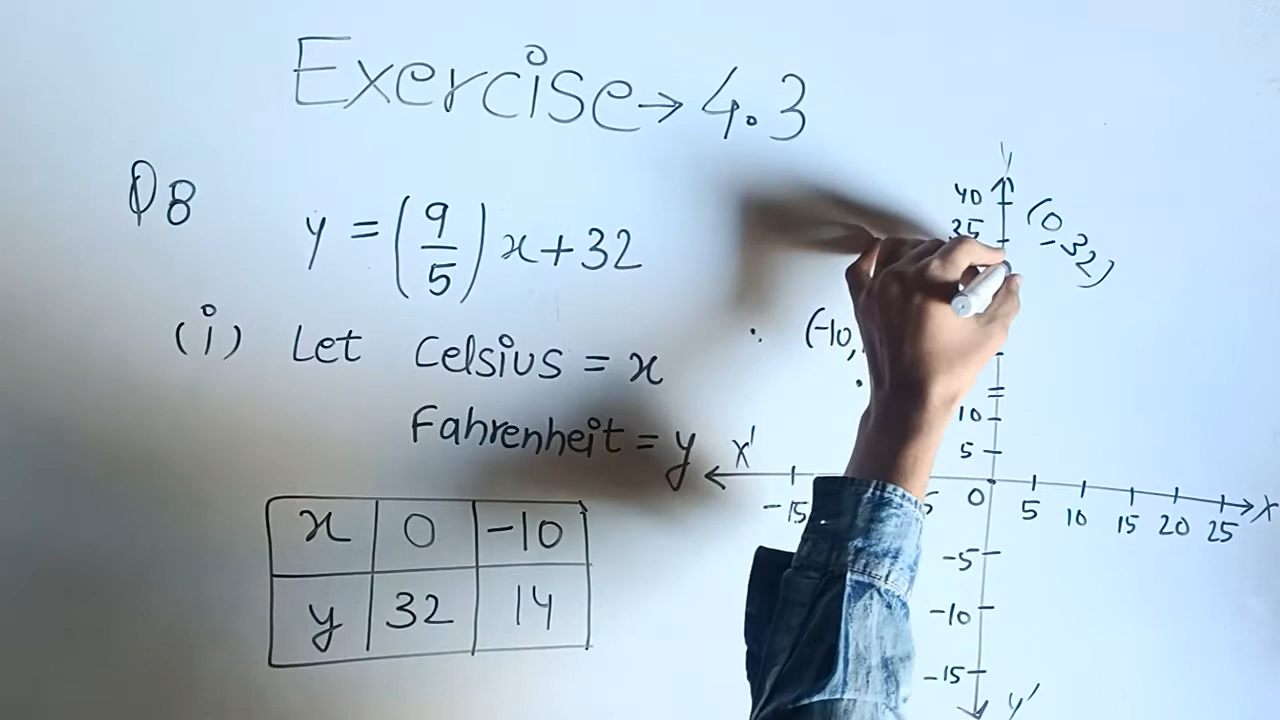 Exercise → 4.3
Q8
y = (9/5) x + 32
(i) Let Celsius = x
Fahrenheit = y
x 0 -10
y 32 14
Y
40
35
(0, 32)
(-10,
10
5
X'
-15
0 5 10 15 20 25 X
-5
-10
-15
Y'